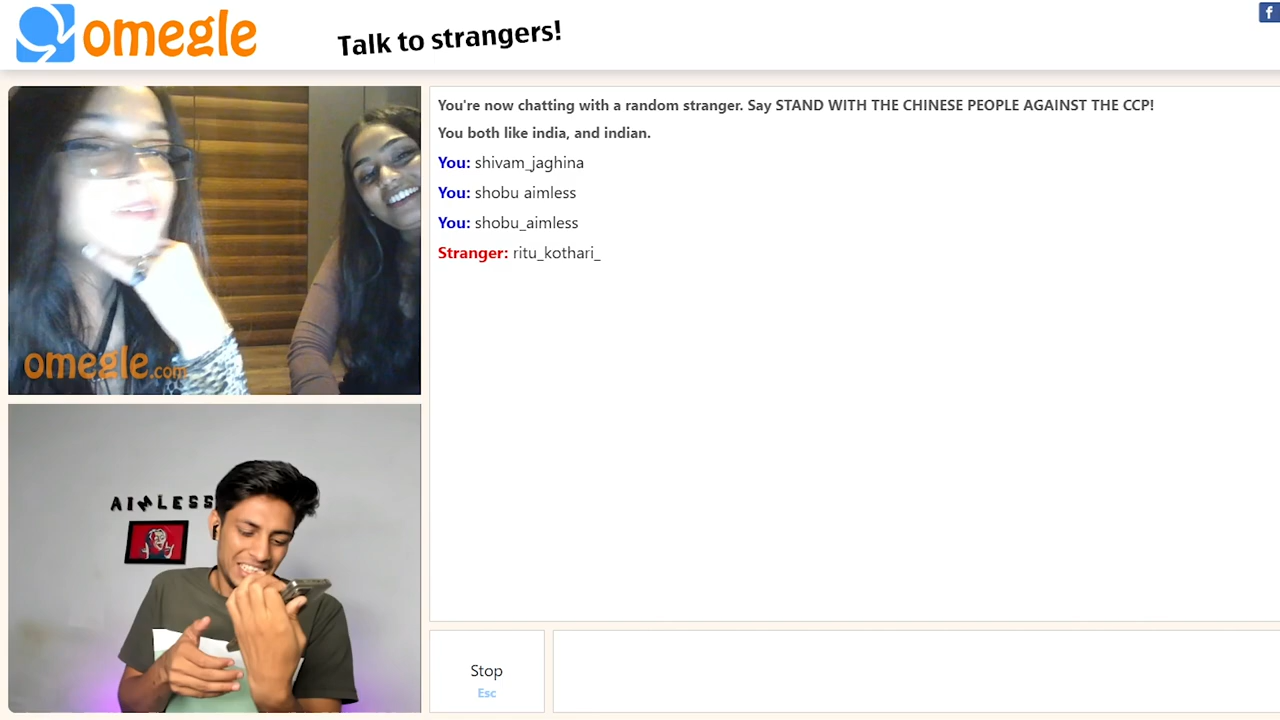 omegle
Talk to strangers!
f
You're now chatting with a random stranger. Say STAND WITH THE CHINESE PEOPLE AGAINST THE CCP!
You both like india, and indian.
You: shivam_jaghina
You: shobu aimless
You: shobu_aimless
Stranger: ritu_kothari_
omegle.com
AIMLESS
Stop
Esc